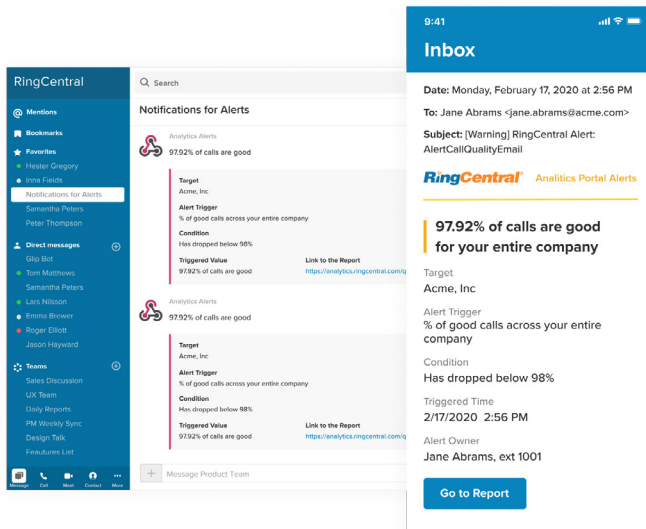 RingCentral
@ Mentions
Bookmarks
Favorites
Hester Gregory
Inna Fields
Notifications for Alerts
Samantha Peters
Peter Thompson
Direct messages
Glip Bot
Tom Matthews
Samantha Peters
Lars Nilsson
Emma Brewer
Roger Elliott
Jason Hayward
Teams
Sales Discussion
UX Team
Daily Reports
PM Weekly Sync
Design Talk
Feautures List
Message Call Meet Contact More
Search
Notifications for Alerts
Analytics Alerts
97.92% of calls are good
Target
Acme, Inc
Alert Trigger
% of good calls across your entire company
Condition
Has dropped below 98%
Triggered Value Link to the Report
97.92% of calls are good https://analytics.ringcentral.com/q
Analytics Alerts
97.92% of calls are good
Target
Acme, Inc
Alert Trigger
% of good calls across your entire company
Condition
Has dropped below 98%
Triggered Value Link to the Report
97.92% of calls are good https://analytics.ringcentral.com/q
+ Message Product Team
9:41
Inbox
Date: Monday, February 17, 2020 at 2:56 PM
To: Jane Abrams <jane.abrams@acme.com>
Subject: [Warning] RingCentral Alert:
AlertCallQualityEmail
RingCentral® Analitics Portal Alerts
97.92% of calls are good
for your entire company
Target
Acme, Inc
Alert Trigger
% of good calls across your entire
company
Condition
Has dropped below 98%
Triggered Time
2/17/2020 2:56 PM
Alert Owner
Jane Abrams, ext 1001
Go to Report